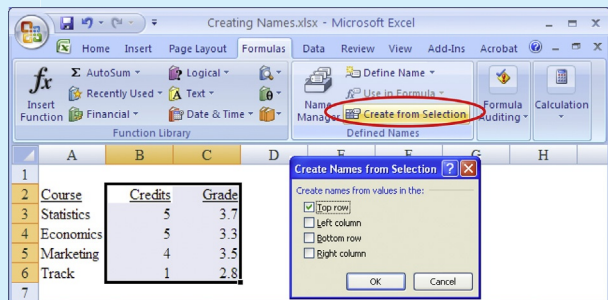 Creating Names.xlsx - Microsoft Excel
Home Insert Page Layout Formulas Data Review View Add-Ins Acrobat
fx Insert Function
Σ AutoSum
Recently Used
Financial
Logical
A Text
Date & Time
Function Library
Name Manager
Define Name
Use in Formula
Create from Selection
Defined Names
Formula Auditing
Calculation
A B C D E F G H
1
2 Course Credits Grade
3 Statistics 5 3.7
4 Economics 5 3.3
5 Marketing 4 3.5
6 Track 1 2.8
7
Create Names from Selection ? X
Create names from values in the:
Top row
Left column
Bottom row
Right column
OK Cancel